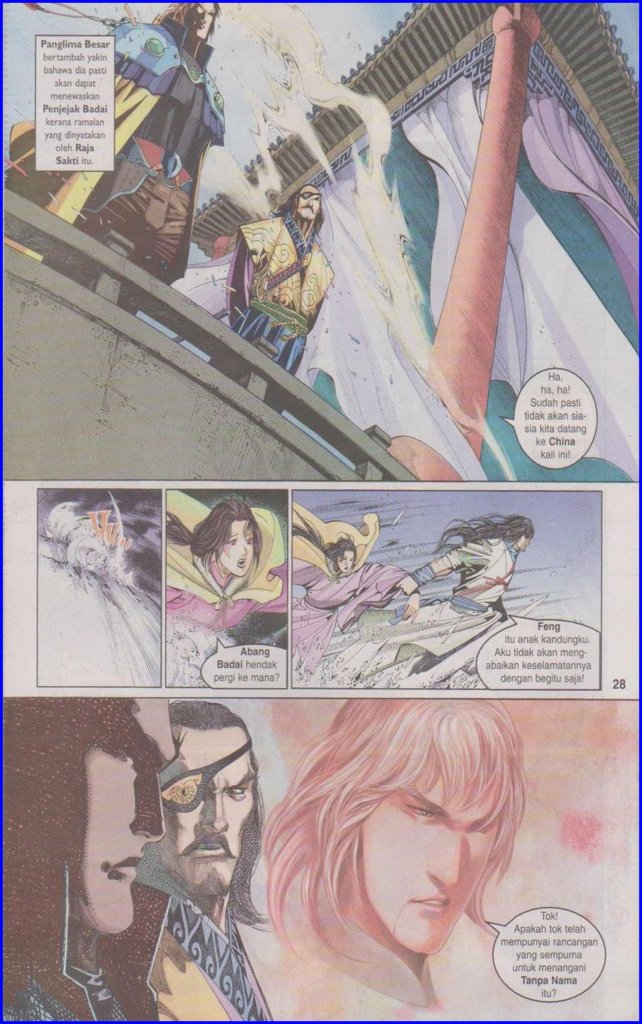 Panglima Besar
bertambah yakin
bahawa dia pasti
akan dapat
menewaskan
Penjejak Badai
kerana ramalan
yang dinyatakan
oleh Raja
Sakti itu.
Ha,
ha, ha!
Sudah pasti
tidak akan sia-
sia kita datang
ke China
kali ini!
Abang
Badai hendak
pergi ke mana?
Feng
itu anak kandungku.
Aku tidak akan meng-
abaikan keselamatannya
dengan begitu saja!
28
Tok!
Apakah tok telah
mempunyai rancangan
yang sempurna
untuk menangani
Tanpa Nama
itu?